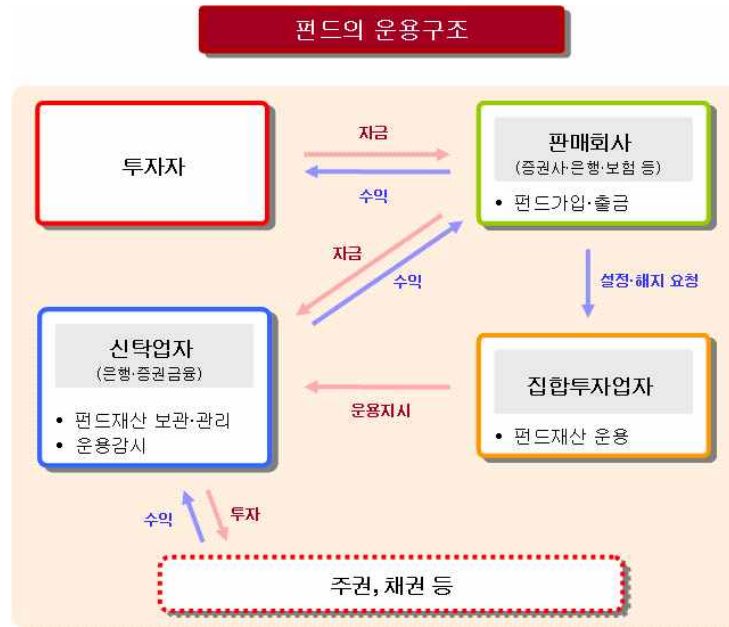 펀드의 운용구조
투자자
자금
수익
판매회사
(증권사·은행·보험 등)
• 펀드가입·출금
자금
수익
설정·해지 요청
신탁업자
(은행·증권금융)
• 펀드재산 보관·관리
• 운용감시
운용지시
집합투자업자
• 펀드재산 운용
수익
투자
주권, 채권 등